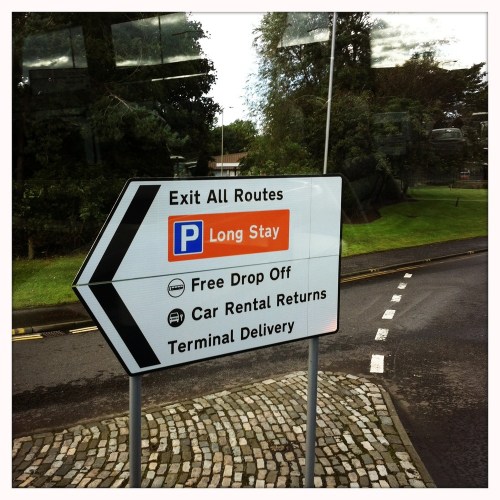 Exit All Routes
P Long Stay
Free Drop Off
Car Rental Returns
Terminal Delivery